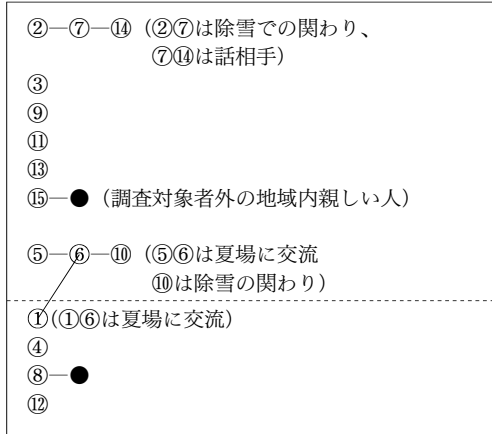 ②―⑦―⑭（②⑦は除雪での関わり、
⑦⑭は話相手）
③
⑨
⑪
⑬
⑮―●（調査対象者外の地域内親しい人）
⑤―⑥―⑩（⑤⑥は夏場に交流
⑩は除雪の関わり）
①(①⑥は夏場に交流）
④
⑧―●
⑫